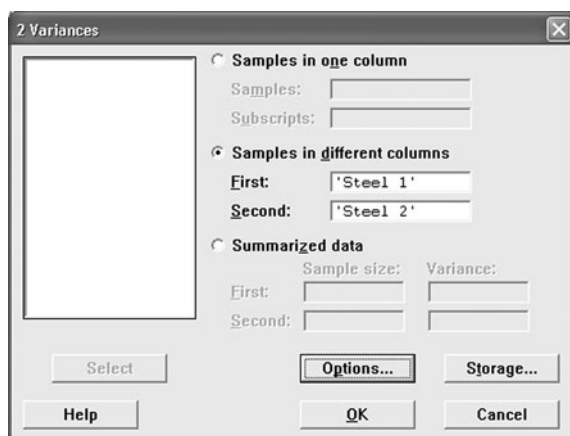 2 Variances
Samples in one column
Samples:
Subscripts:
Samples in different columns
First: 'Steel 1'
Second: 'Steel 2'
Summarized data
Sample size: Variance:
First:
Second:
Select Options... Storage...
Help OK Cancel